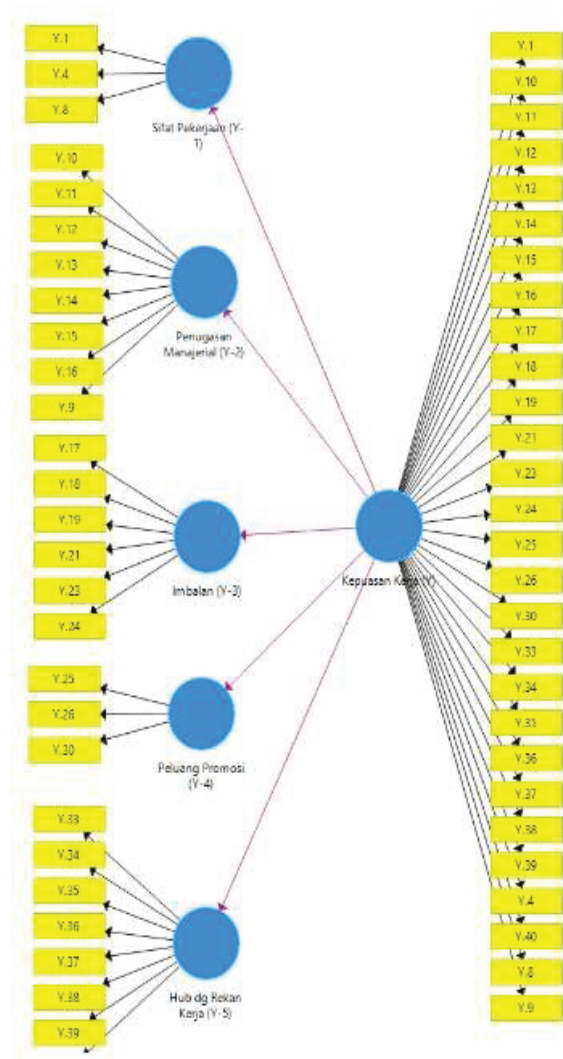 Y.1
Y.4
Y.8
Sifat Pekerjaan (Y-
1)
Y.10
Y.11
Y.12
Y.13
Y.14
Y.15
Y.16
Y.9
Penugasan
Manajerial (Y-2)
Y.17
Y.18
Y.19
Y.21
Y.23
Y.24
Imbalan (Y-3)
Y.25
Y.26
Y.30
Peluang Promosi
(Y-4)
Y.33
Y.34
Y.35
Y.36
Y.37
Y.38
Y.39
Hub dg Rekan
Kerja (Y-5)
Kepuasan Kerja (Y)
Y.1
Y.10
Y.11
Y.12
Y.13
Y.14
Y.15
Y.16
Y.17
Y.18
Y.19
Y.21
Y.23
Y.24
Y.25
Y.26
Y.30
Y.33
Y.34
Y.35
Y.36
Y.37
Y.38
Y.39
Y.4
Y.40
Y.8
Y.9